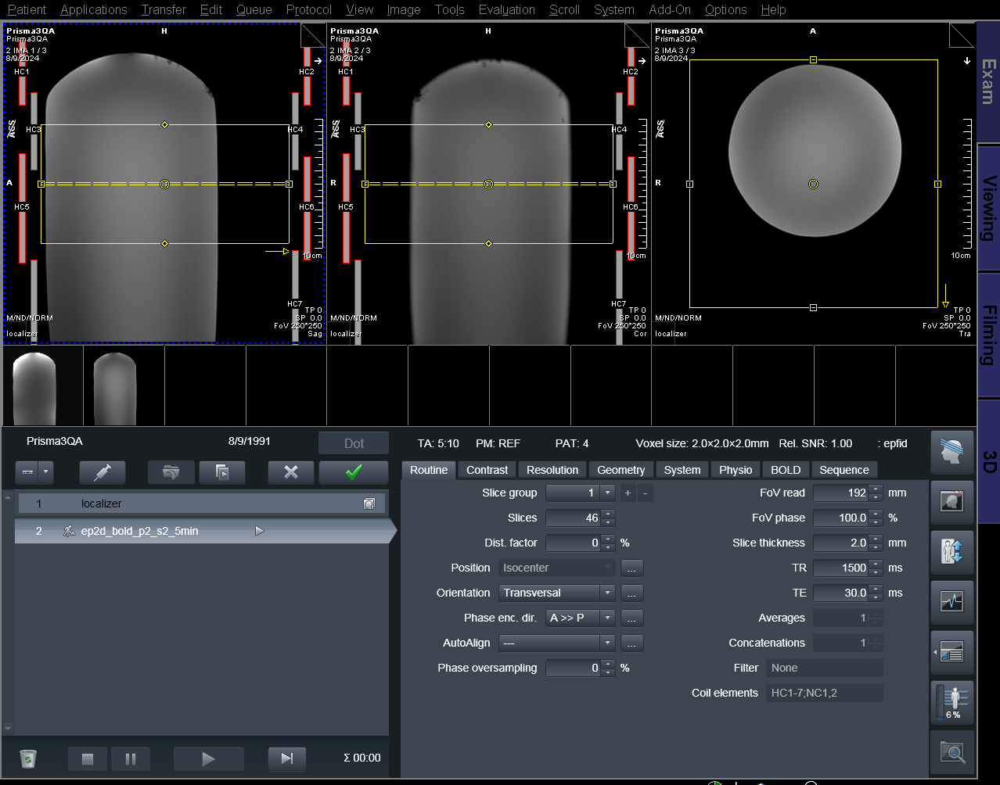 Patient Applications Transfer Edit Queue Protocol View Image Tools Evaluation Scroll System Add-On Options Help
Prisma3QA
Prisma3QA
2 IMA 1 / 3
8/9/2024
H
HC1
HC2
HC3
HC4
ASS
A
HC5
HC6
10cm
HC7
TP 0
SP 0.0
FoV 250*250
Sag
M/ND/NORM
localizer
Prisma3QA
Prisma3QA
2 IMA 2 / 3
8/9/2024
H
HC1
HC2
HC3
HC4
ASS
R
HC5
HC6
10cm
HC7
TP 0
SP 0.0
FoV 250*250
Cor
M/ND/NORM
localizer
Prisma3QA
Prisma3QA
2 IMA 3 / 3
8/9/2024
A
ASS
R
10cm
TP 0
SP 0.0
FoV 250*250
Tra
M/ND/NORM
localizer
Exam
Viewing
Filming
3D
Prisma3QA 8/9/1991 Dot
1 localizer
2 ep2d_bold_p2_s2_5min
Σ 00:00
TA: 5:10 PM: REF PAT: 4 Voxel size: 2.0×2.0×2.0mm Rel. SNR: 1.00 : epfid
Routine Contrast Resolution Geometry System Physio BOLD Sequence
Slice group 1 + -
Slices 46
Dist. factor 0 %
Position Isocenter ...
Orientation Transversal ...
Phase enc. dir. A >> P ...
AutoAlign --- ...
Phase oversampling 0 %
FoV read 192 mm
FoV phase 100.0 %
Slice thickness 2.0 mm
TR 1500 ms
TE 30.0 ms
Averages 1
Concatenations 1
Filter None
Coil elements HC1-7;NC1,2
6 %